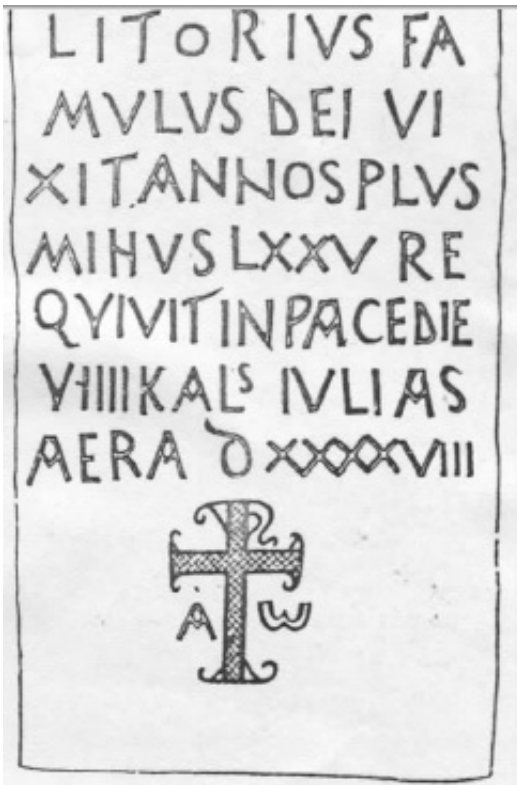 LITORIVS FA
MVLVS DEI VI
XIT ANNOS PLVS
MIHVS LXXV RE
QVIVIT IN PACE DIE
VIIII KALS IVLIAS
AERA D XXXXVIII
A ω